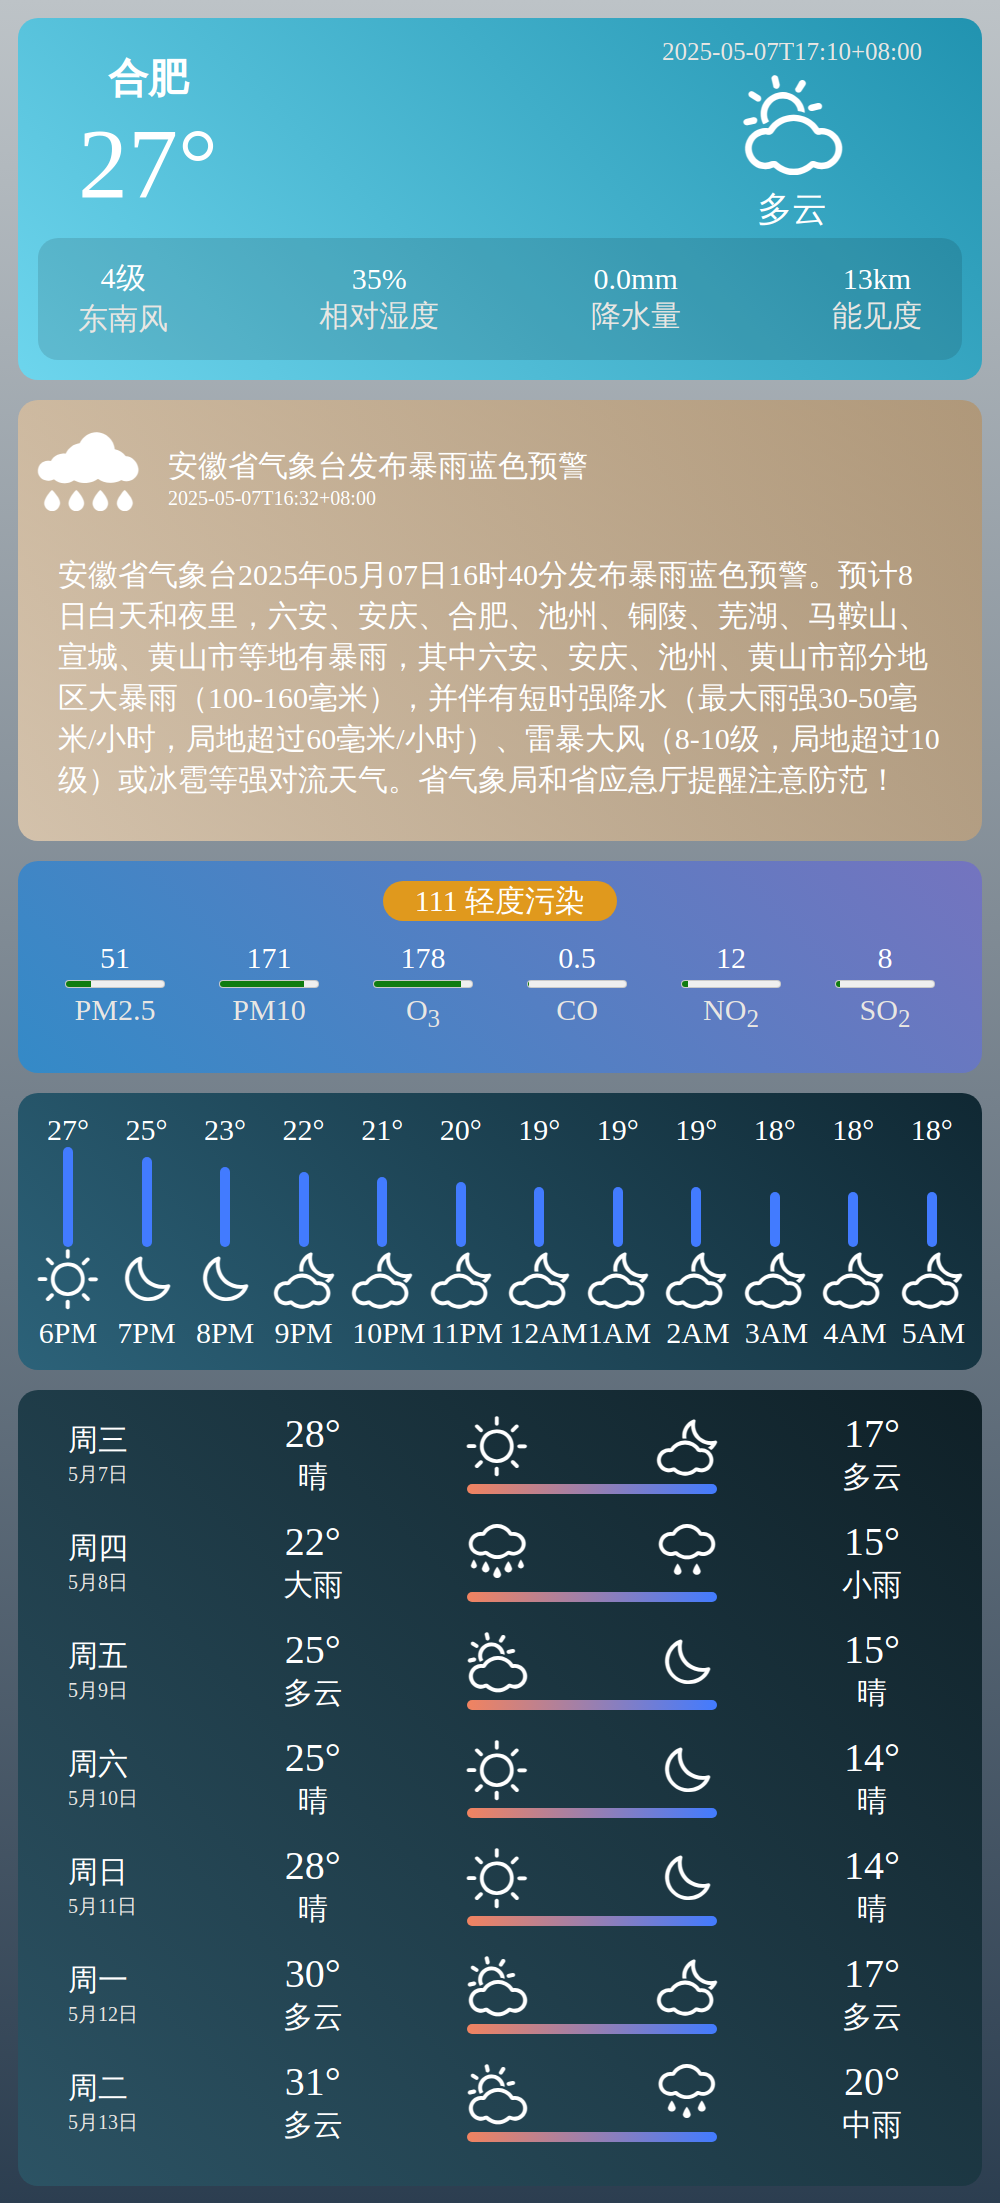 合肥
2025-05-07T17:10+08:00
27°
多云
4级 35% 0.0mm 13km
东南风 相对湿度 降水量 能见度
安徽省气象台发布暴雨蓝色预警
2025-05-07T16:32+08:00
安徽省气象台2025年05月07日16时40分发布暴雨蓝色预警。预计8
日白天和夜里，六安、安庆、合肥、池州、铜陵、芜湖、马鞍山、
宣城、黄山市等地有暴雨，其中六安、安庆、池州、黄山市部分地
区大暴雨（100-160毫米），并伴有短时强降水（最大雨强30-50毫
米/小时，局地超过60毫米/小时）、雷暴大风（8-10级，局地超过10
级）或冰雹等强对流天气。省气象局和省应急厅提醒注意防范！
111 轻度污染
51 171 178 0.5 12 8
PM2.5 PM10 O3 CO NO2 SO2
27° 25° 23° 22° 21° 20° 19° 19° 19° 18° 18° 18°
6PM 7PM 8PM 9PM 10PM 11PM 12AM 1AM 2AM 3AM 4AM 5AM
周三 28° 17°
5月7日 晴 多云
周四 22° 15°
5月8日 大雨 小雨
周五 25° 15°
5月9日 多云 晴
周六 25° 14°
5月10日 晴 晴
周日 28° 14°
5月11日 晴 晴
周一 30° 17°
5月12日 多云 多云
周二 31° 20°
5月13日 多云 中雨